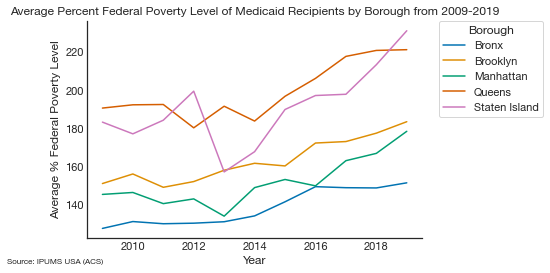 Average Percent Federal Poverty Level of Medicaid Recipients by Borough from 2009-2019
Borough
Bronx
Brooklyn
Manhattan
Queens
Staten Island
Average % Federal Poverty Level
220
200
180
160
140
2010 2012 2014 2016 2018
Year
Source: IPUMS USA (ACS)